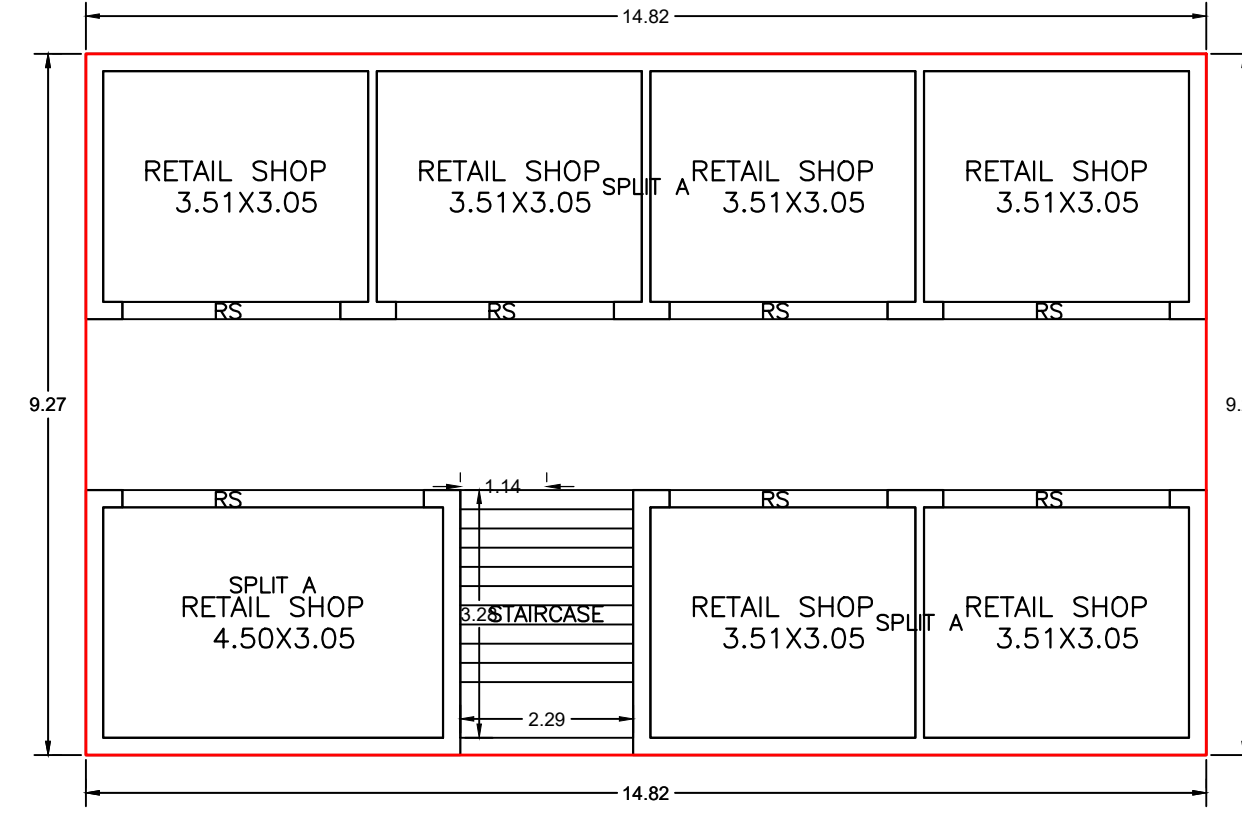 14.82
RETAIL SHOP
3.51X3.05
RETAIL SHOP
3.51X3.05
SPLIT A
RETAIL SHOP
3.51X3.05
RETAIL SHOP
3.51X3.05
RS
RS
RS
RS
9.27
9.
RS
1.14
RS
RS
SPLIT A
RETAIL SHOP
4.50X3.05
3.28
STAIRCASE
RETAIL SHOP
3.51X3.05
SPLIT A
RETAIL SHOP
3.51X3.05
2.29
14.82